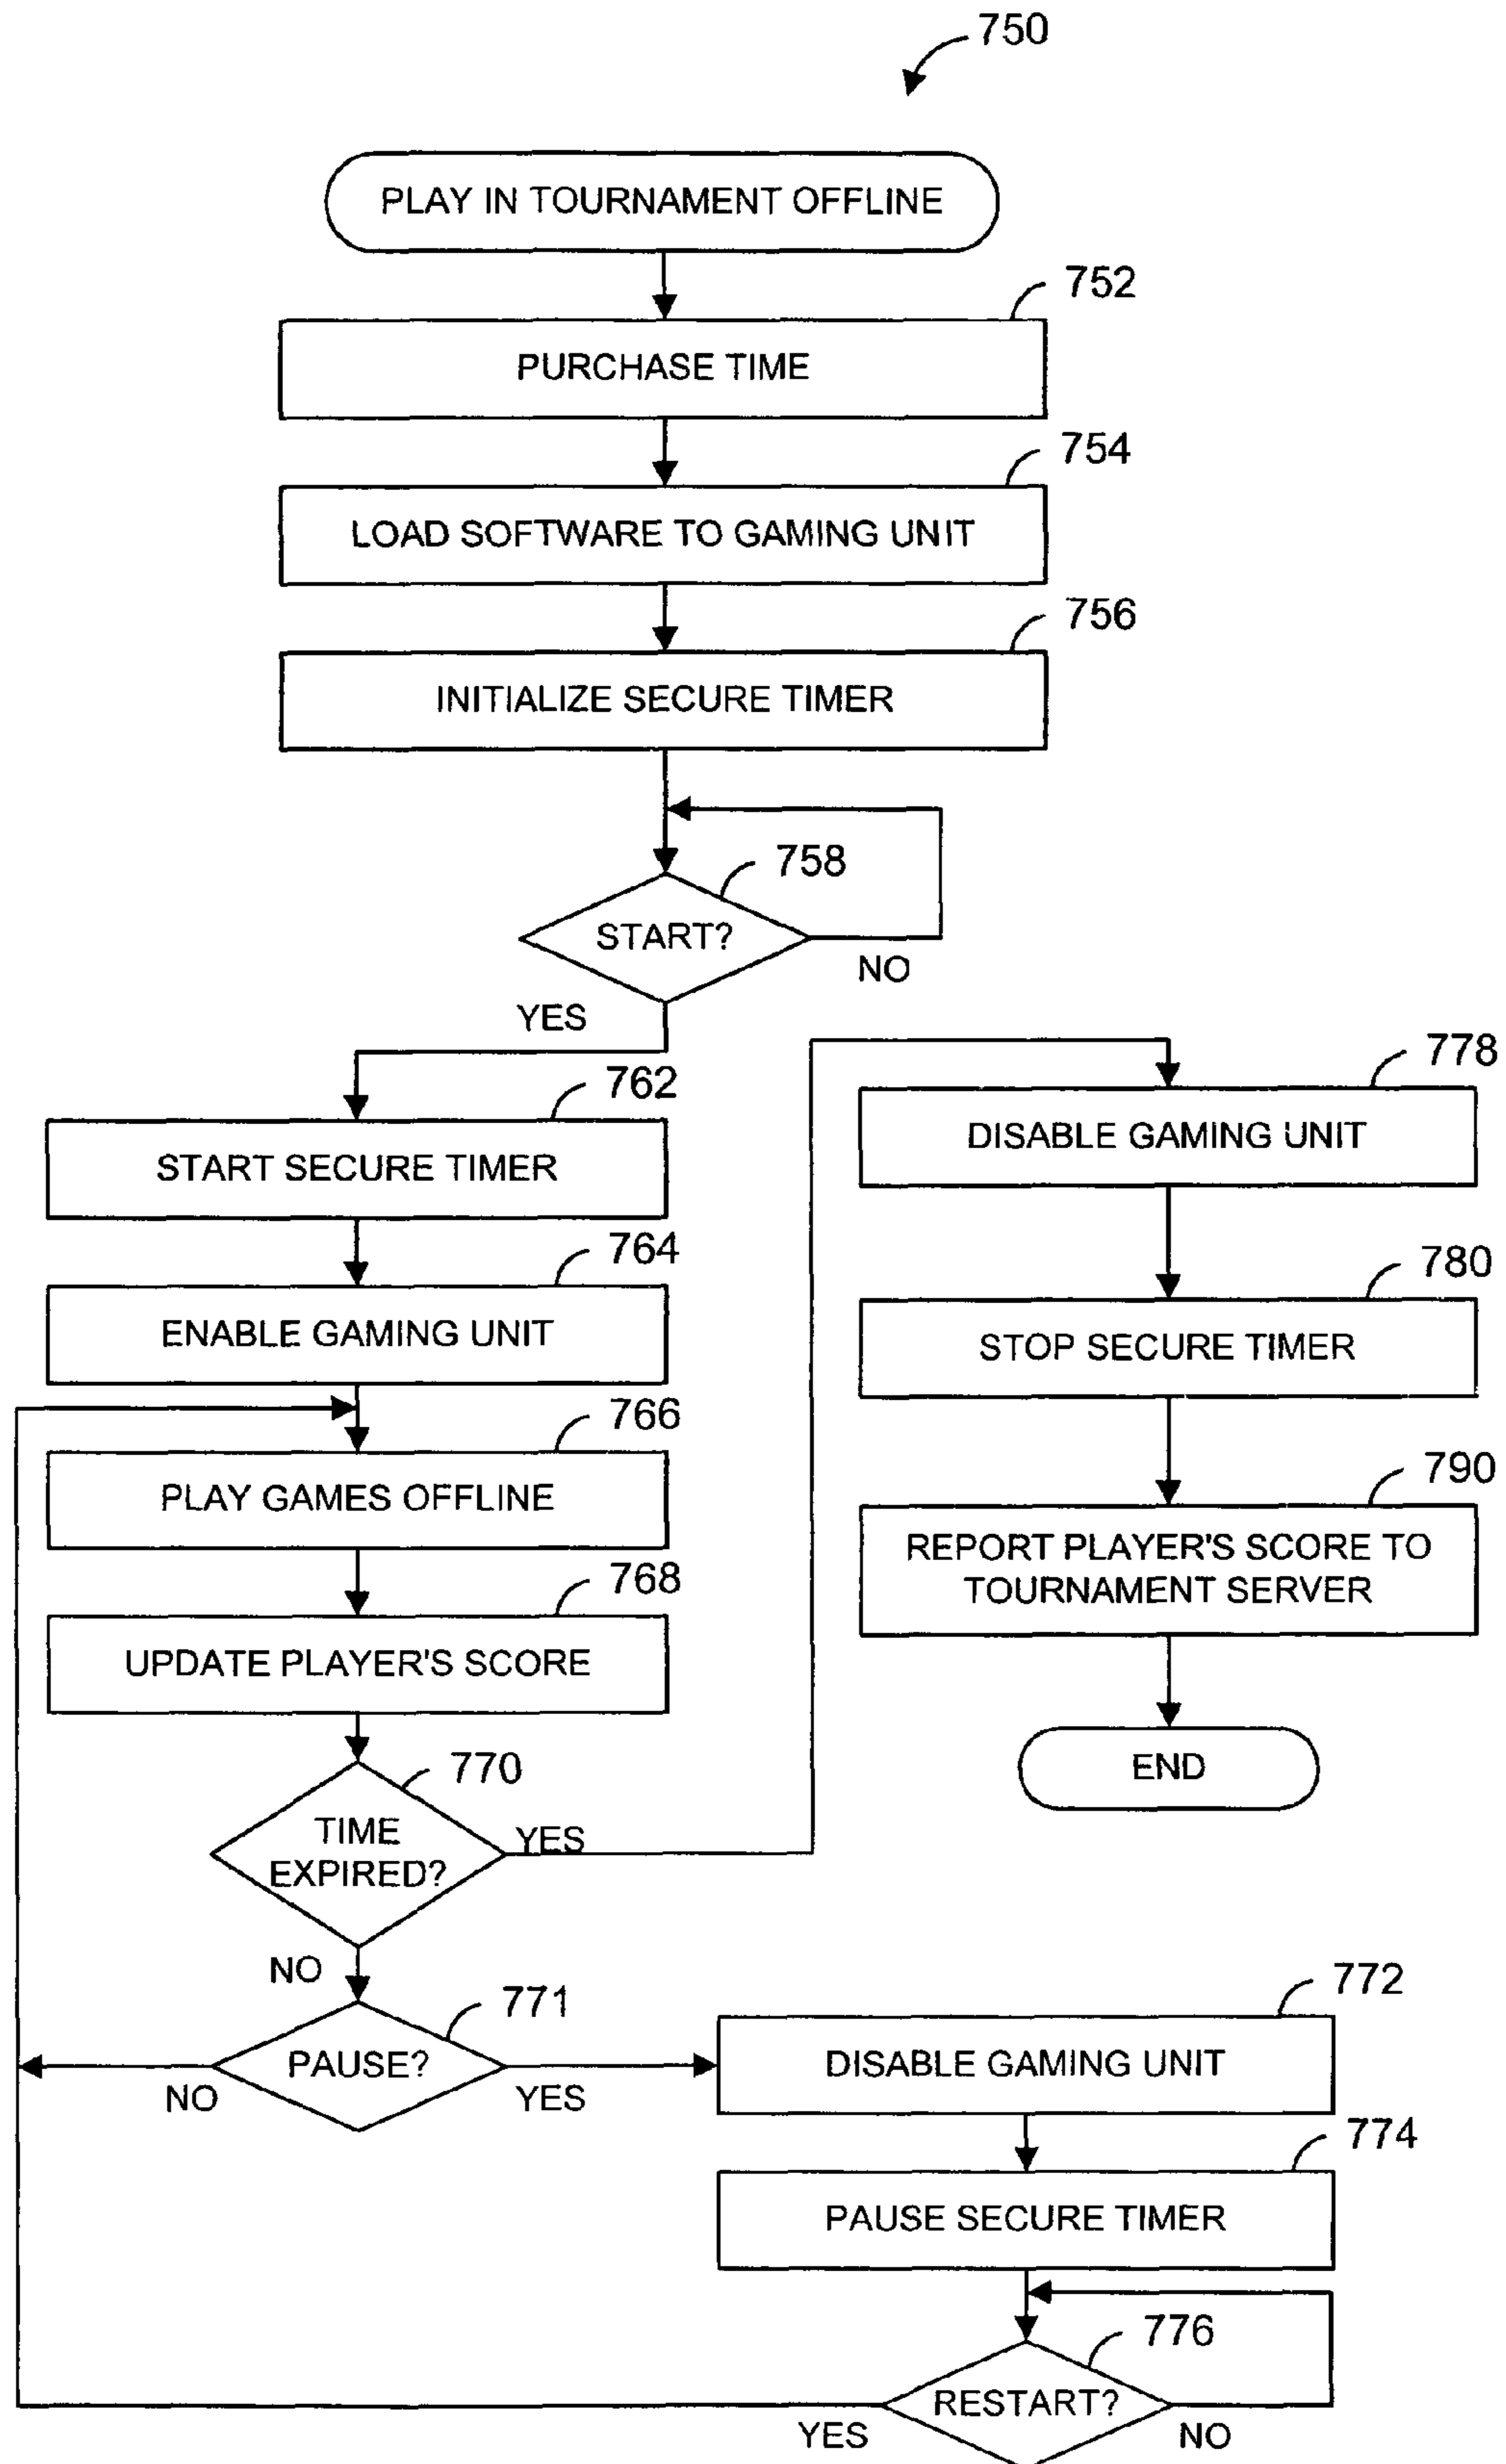 750
PLAY IN TOURNAMENT OFFLINE
752
PURCHASE TIME
754
LOAD SOFTWARE TO GAMING UNIT
756
INITIALIZE SECURE TIMER
758
START?
NO
YES
762
START SECURE TIMER
764
ENABLE GAMING UNIT
766
PLAY GAMES OFFLINE
768
UPDATE PLAYER'S SCORE
770
TIME
EXPIRED?
YES
NO
771
PAUSE?
NO
YES
778
DISABLE GAMING UNIT
780
STOP SECURE TIMER
790
REPORT PLAYER'S SCORE TO
TOURNAMENT SERVER
END
772
DISABLE GAMING UNIT
774
PAUSE SECURE TIMER
776
RESTART?
YES
NO